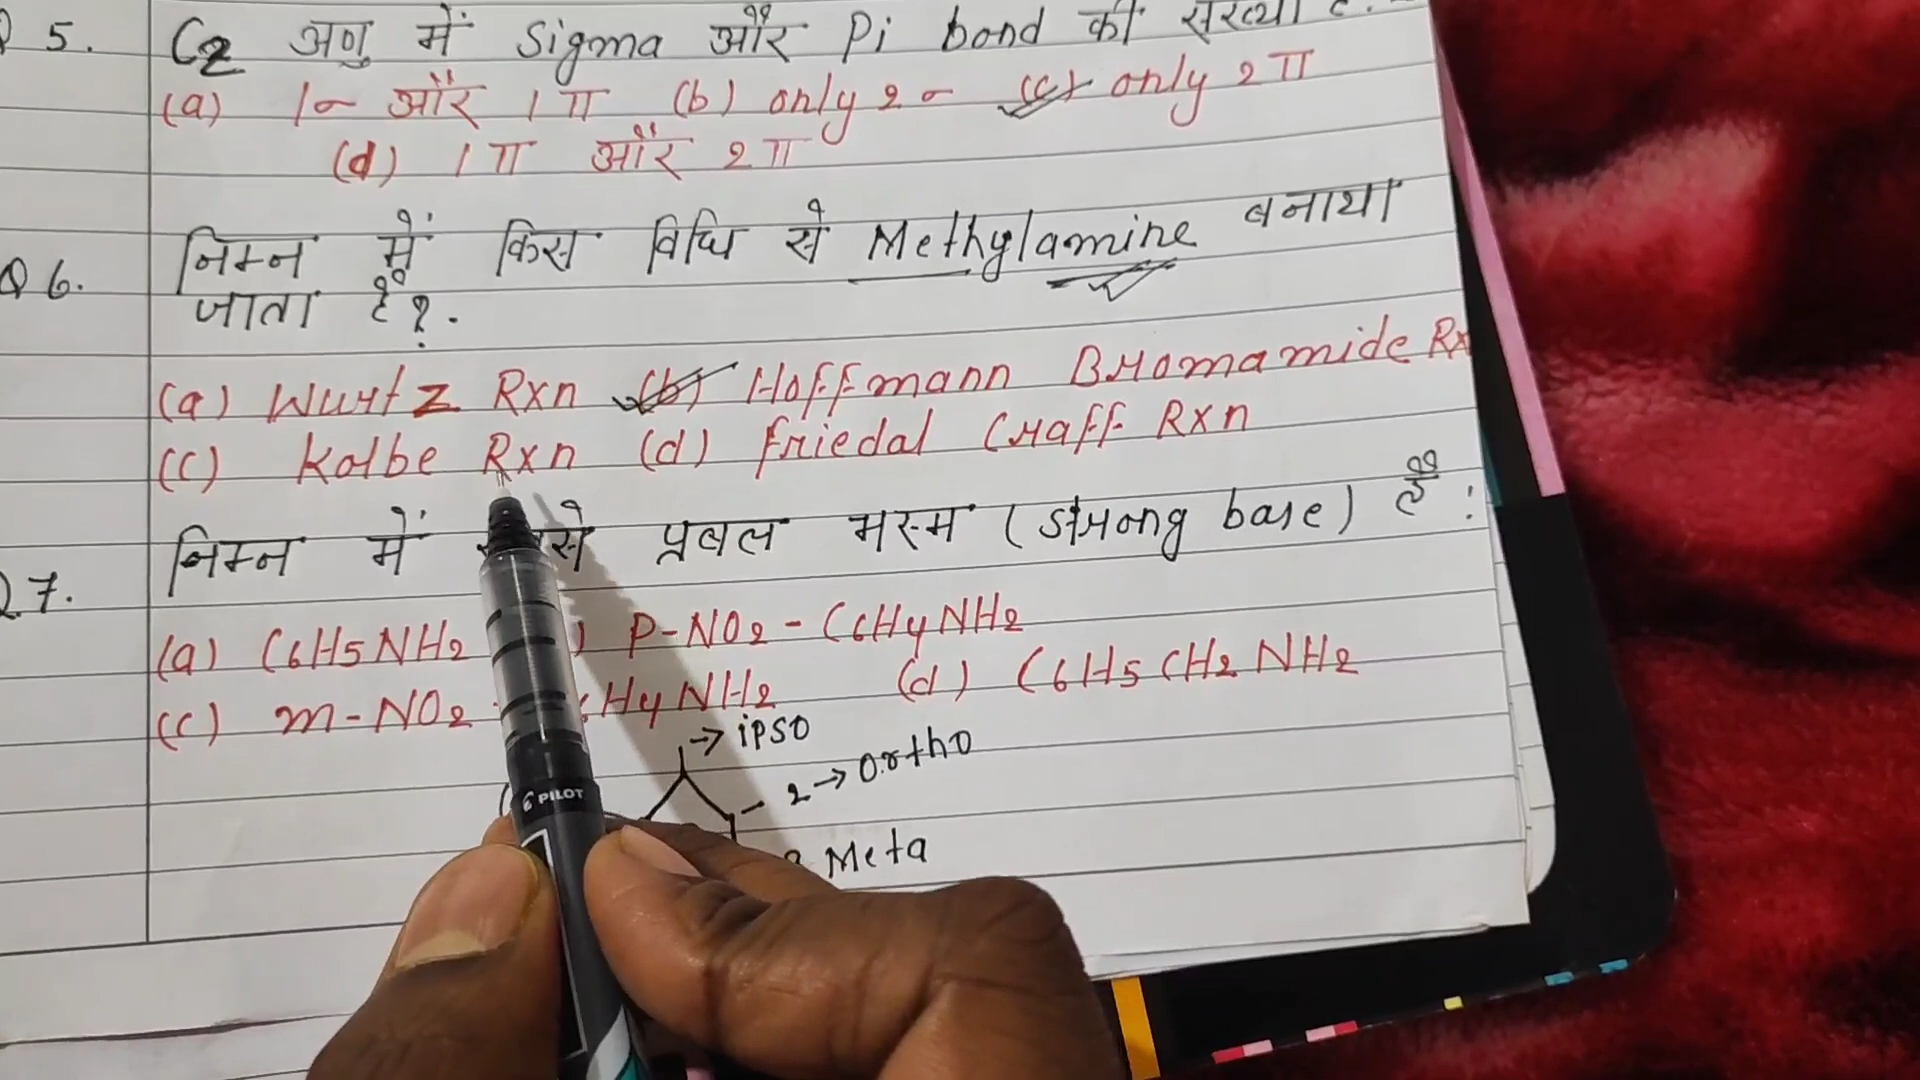 5. C2 अणु में Sigma और Pi bond की संख्या
(a) 1σ और 1π (b) only 2σ (c) only 2π
(d) 1π और 2π
Q6. निम्न में किस विधि से Methylamine बनाया
जाता है?.
(a) Wurtz Rxn (b) Hoffmann Bromamide Rx
(c) Kolbe Rxn (d) Friedal Craff Rxn
Q.7. निम्न में प्रबल भस्म (strong base) है :
(a) C6H5NH2 ) P-NO2-C6H4NH2
(c) m-NO2 H4NH2 (d) C6H5CH2NH2
→ ipso
2 → Ortho
Meta
PILOT